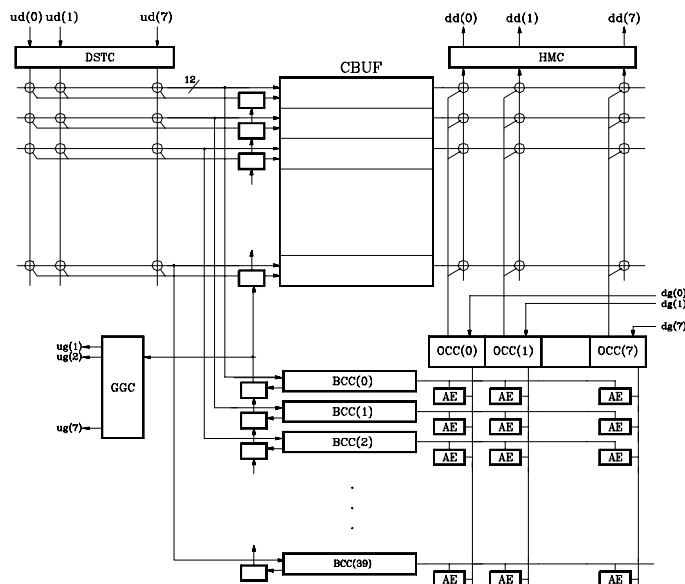 ud(0) ud(1) ud(7) dd(0) dd(1) dd(7)
DSTC HMC
CBUF
12
dg(0)
dg(1)
dg(7)
ug(1)
ug(2)
ug(7)
GGC
OCC(0) OCC(1) OCC(7)
BCC(0)
AE AE AE
BCC(1)
AE AE AE
BCC(2)
AE AE AE
BCC(39)
AE AE AE